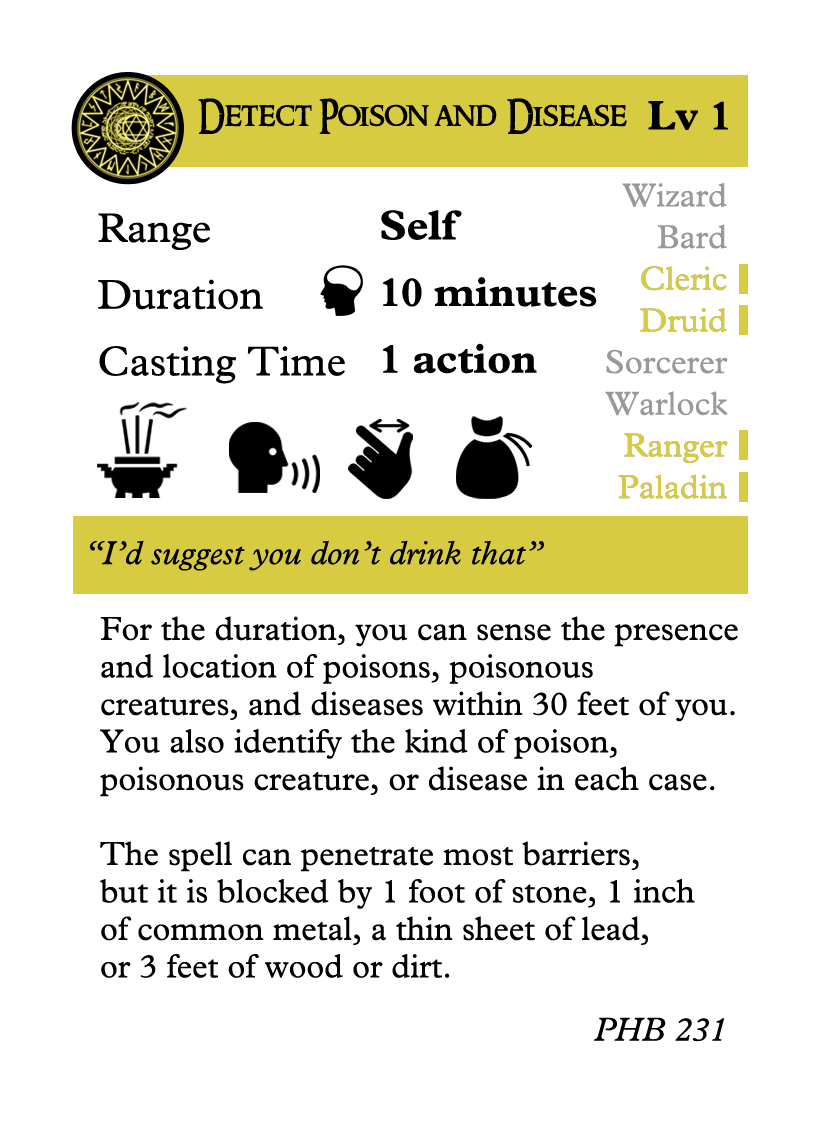 Detect Poison and Disease Lv 1
Wizard
Range Self
Bard
Cleric
Duration 10 minutes
Druid
Casting Time 1 action
Sorcerer
Warlock
Ranger
Paladin
“I’d suggest you don’t drink that”
For the duration, you can sense the presence
and location of poisons, poisonous
creatures, and diseases within 30 feet of you.
You also identify the kind of poison,
poisonous creature, or disease in each case.
The spell can penetrate most barriers,
but it is blocked by 1 foot of stone, 1 inch
of common metal, a thin sheet of lead,
or 3 feet of wood or dirt.
PHB 231